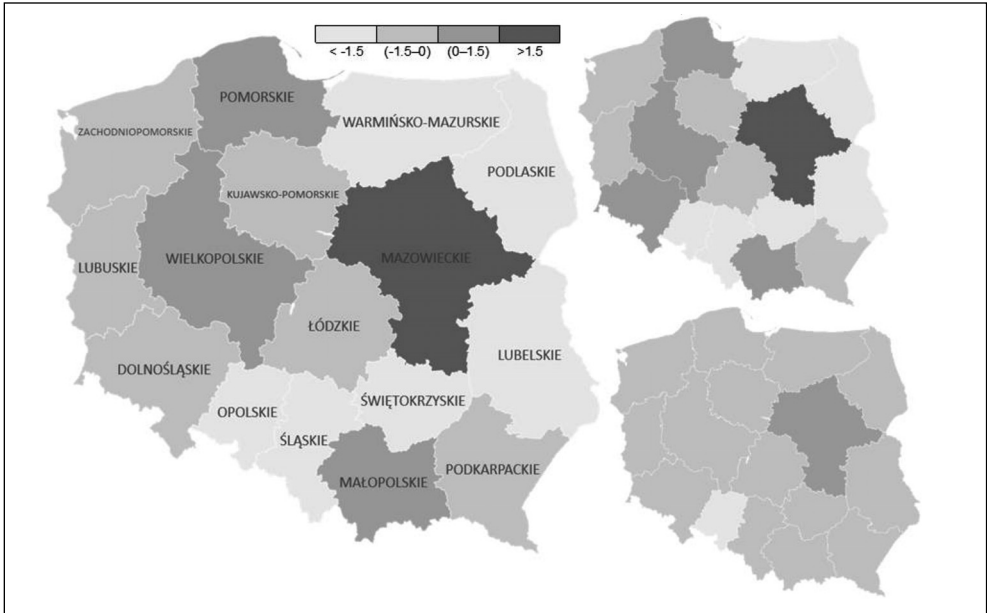 < -1.5 (-1.5–0) (0–1.5) >1.5
POMORSKIE
ZACHODNIOPOMORSKIE
WARMIŃSKO-MAZURSKIE
PODLASKIE
KUJAWSKO-POMORSKIE
LUBUSKIE
WIELKOPOLSKIE
MAZOWIECKIE
ŁÓDZKIE
LUBELSKIE
DOLNOŚLĄSKIE
OPOLSKIE
ŚWIĘTOKRZYSKIE
ŚLĄSKIE
MAŁOPOLSKIE
PODKARPACKIE